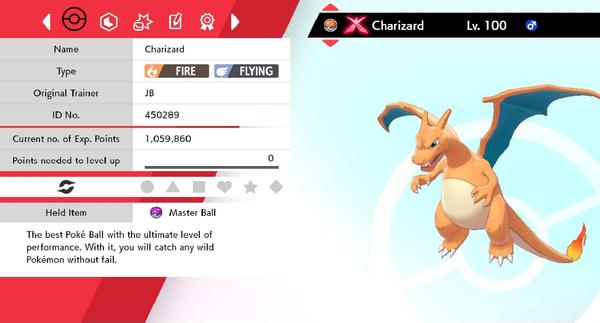 Charizard Lv. 100
Name Charizard
Type FIRE FLYING
Original Trainer JB
ID No. 450289
Current no. of Exp. Points 1,059,860
Points needed to level up 0
Held Item Master Ball
The best Poké Ball with the ultimate level of
performance. With it, you will catch any wild
Pokémon without fail.